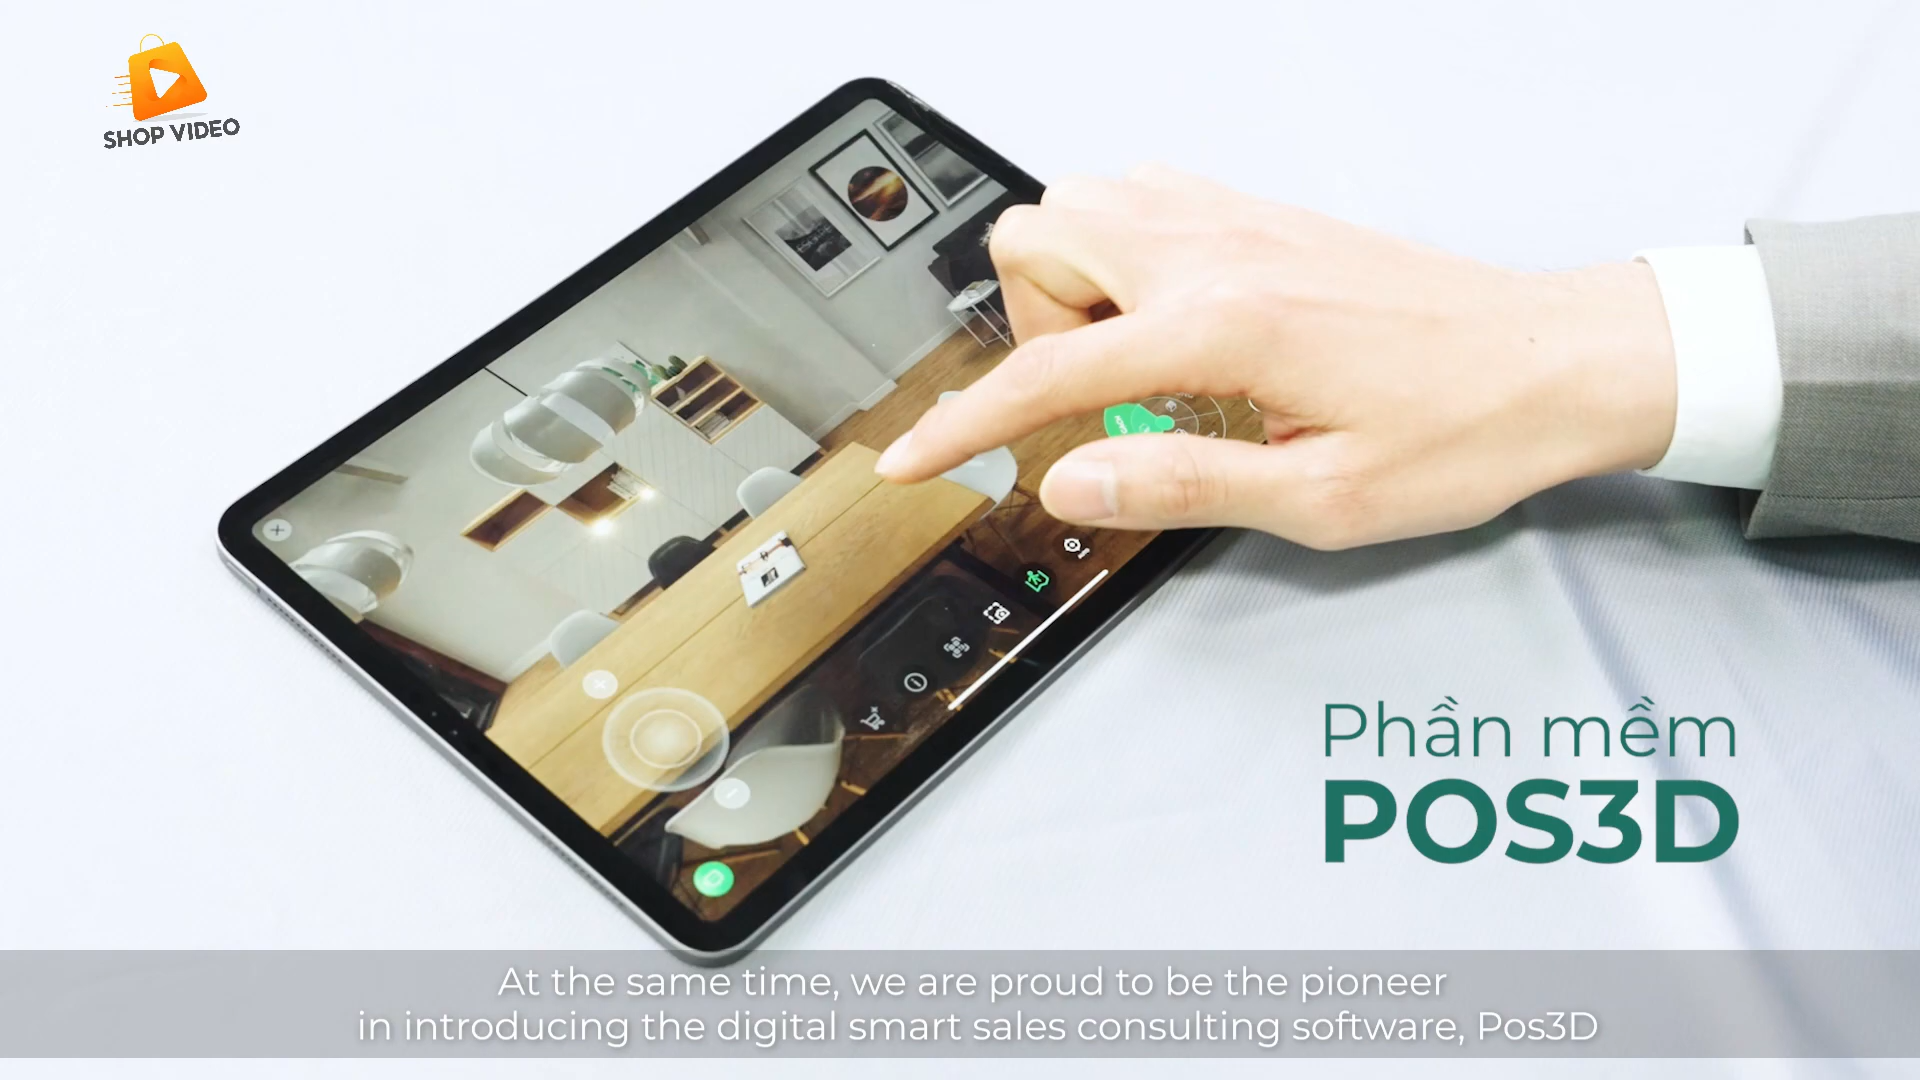 SHOP VIDEO
Phần mềm
POS3D
At the same time, we are proud to be the pioneer
in introducing the digital smart sales consulting software, Pos3D